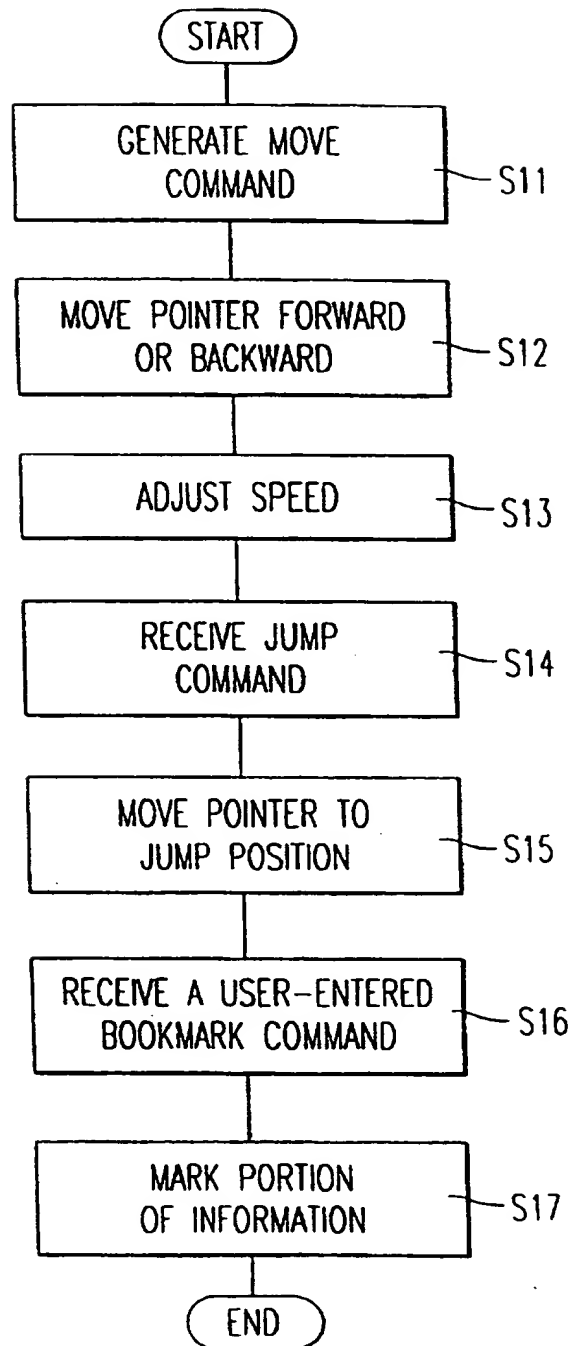 START
GENERATE MOVE
COMMAND
S11
MOVE POINTER FORWARD
OR BACKWARD
S12
ADJUST SPEED
S13
RECEIVE JUMP
COMMAND
S14
MOVE POINTER TO
JUMP POSITION
S15
RECEIVE A USER-ENTERED
BOOKMARK COMMAND
S16
MARK PORTION
OF INFORMATION
S17
END